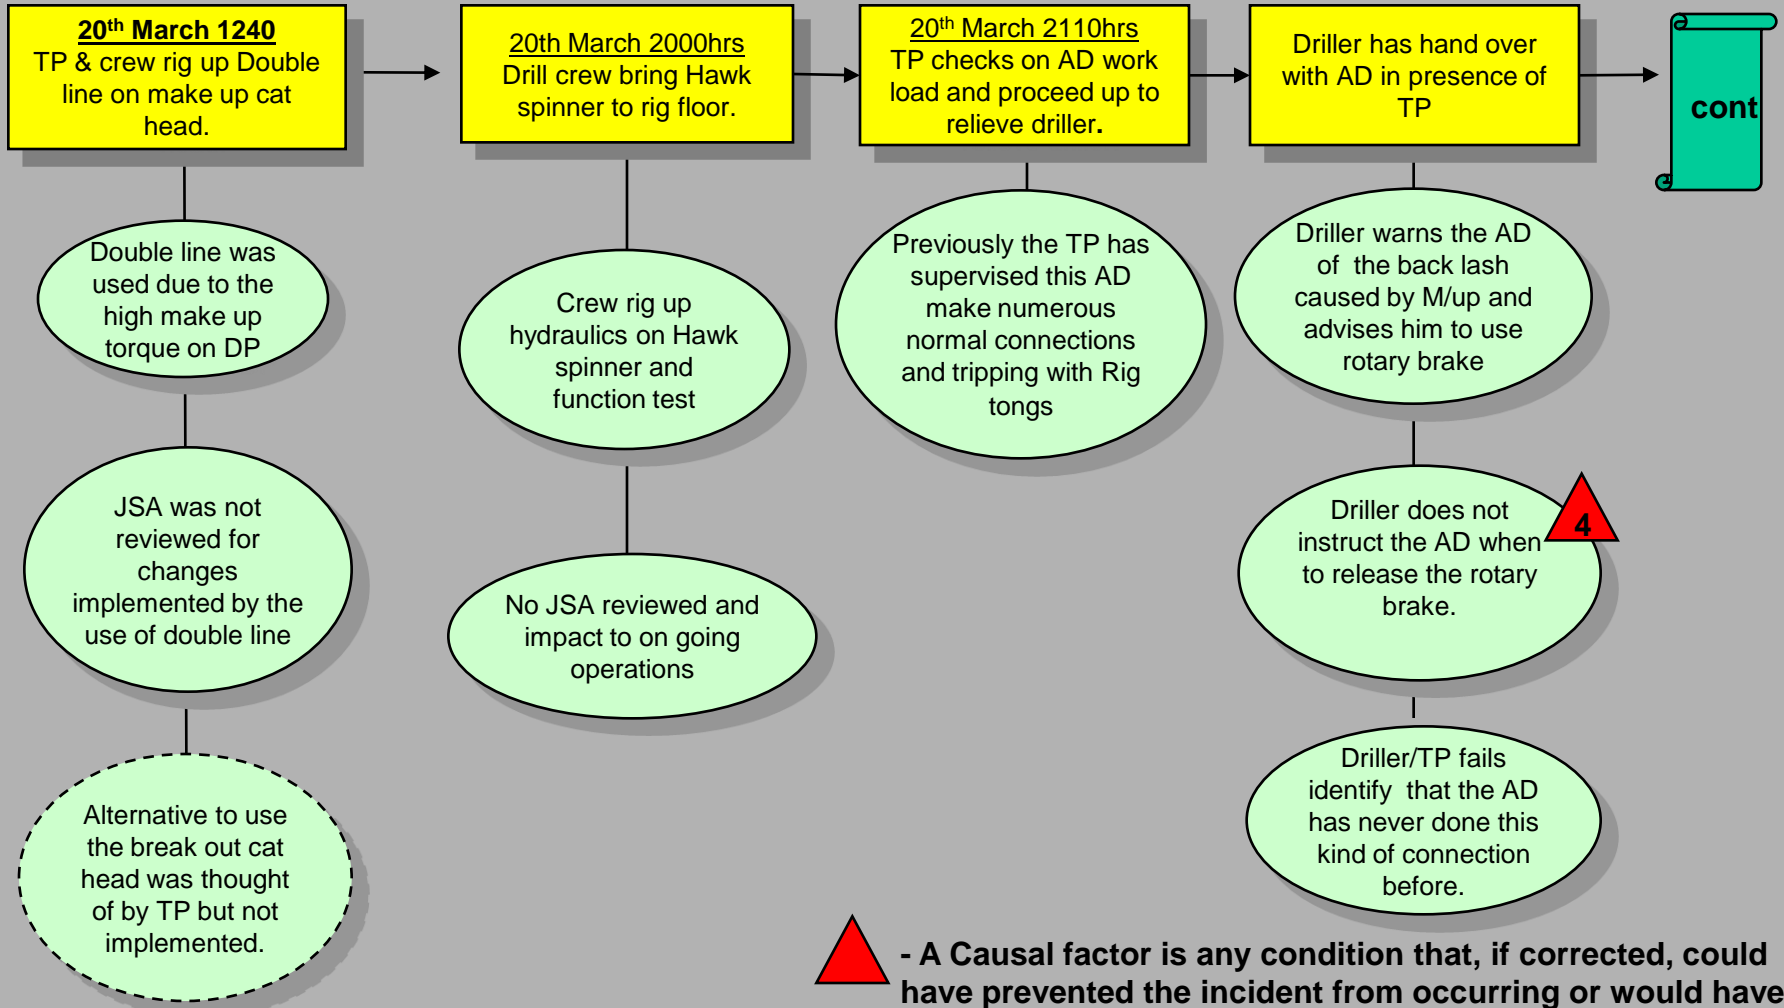 20th March 1240
TP & crew rig up Double
line on make up cat
head.
20th March 2000hrs
Drill crew bring Hawk
spinner to rig floor.
20th March 2110hrs
TP checks on AD work
load and proceed up to
relieve driller.
Driller has hand over
with AD in presence of
TP
cont
Double line was
used due to the
high make up
torque on DP
JSA was not
reviewed for
changes
implemented by the
use of double line
Alternative to use
the break out cat
head was thought
of by TP but not
implemented.
Crew rig up
hydraulics on Hawk
spinner and
function test
No JSA reviewed and
impact to on going
operations
Previously the TP has
supervised this AD
make numerous
normal connections
and tripping with Rig
tongs
Driller warns the AD
of the back lash
caused by M/up and
advises him to use
rotary brake
Driller does not
instruct the AD when
to release the rotary
brake.
4
Driller/TP fails
identify that the AD
has never done this
kind of connection
before.
- A Causal factor is any condition that, if corrected, could
have prevented the incident from occurring or would have